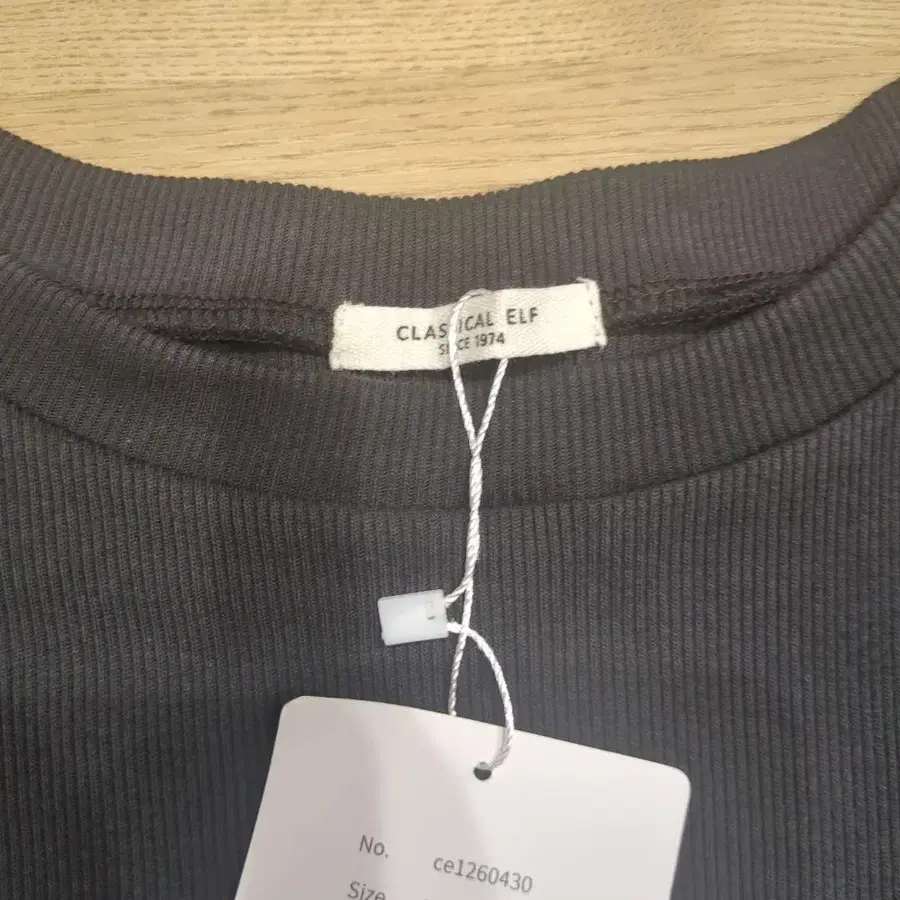 CLASSICAL ELF
SINCE 1974
No. ce1260430
Size